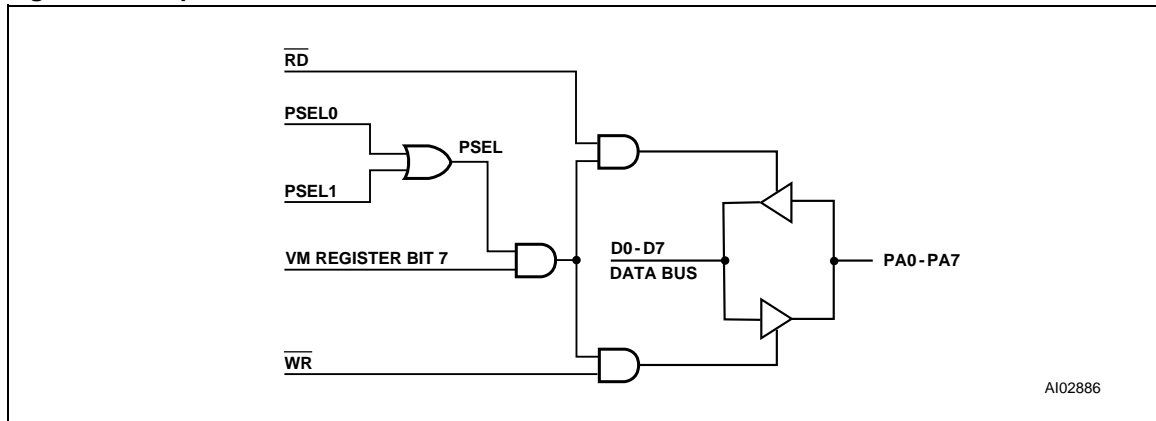 RD
PSEL0
PSEL
PSEL1
VM REGISTER BIT 7
D0-D7
DATA BUS
PA0-PA7
WR
AI02886